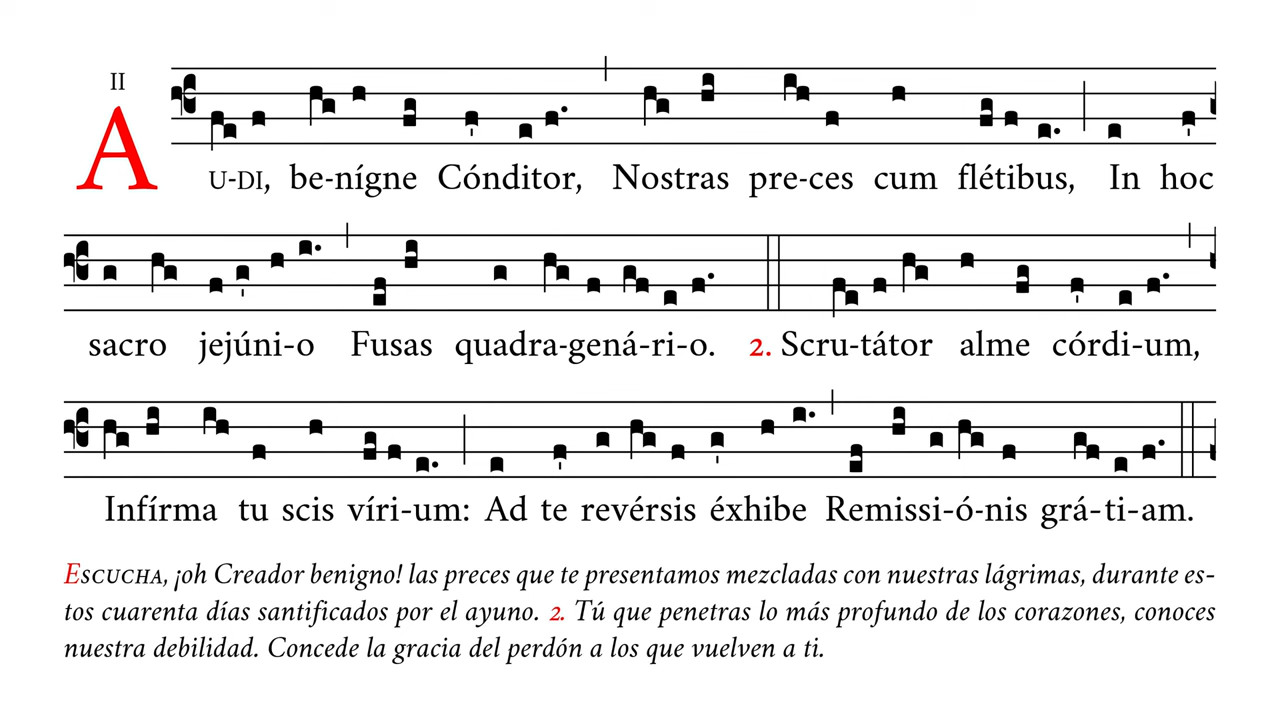 II
AU-DI, be-nígne Cónditor, Nostras pre-ces cum flétibus, In hoc
sacro jejúni-o Fusas quadra-gená-ri-o. 2. Scru-tátor alme córdi-um,
Infírma tu scis víri-um: Ad te revérsis éxhibe Remissi-ó-nis grá-ti-am.
ESCUCHA, ¡oh Creador benigno! las preces que te presentamos mezcladas con nuestras lágrimas, durante es-
tos cuarenta días santificados por el ayuno. 2. Tú que penetras lo más profundo de los corazones, conoces
nuestra debilidad. Concede la gracia del perdón a los que vuelven a ti.